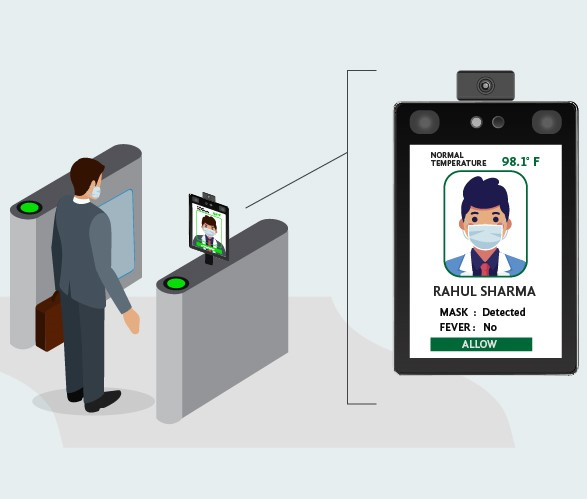 NORMAL
TEMPERATURE 98.1° F
RAHUL SHARMA
MASK : Detected
FEVER : No
ALLOW